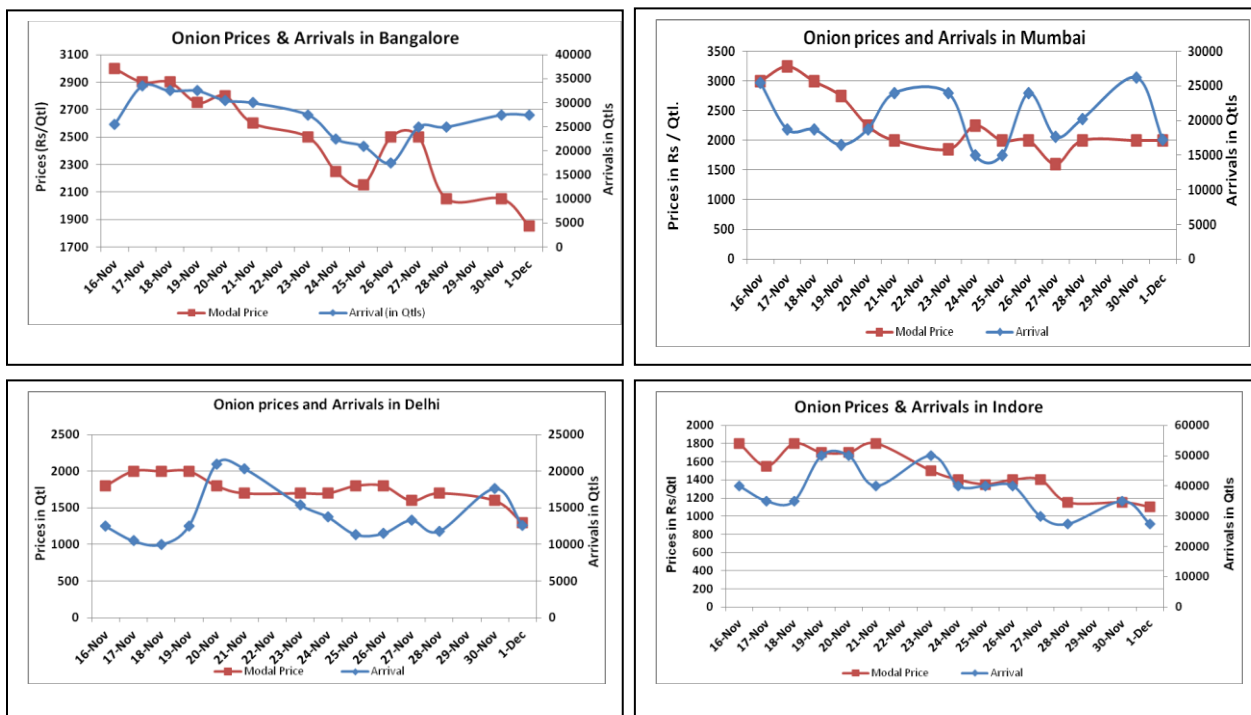 Onion Prices & Arrivals in Bangalore
Prices (Rs/Qtl)
3100
2900
2700
2500
2300
2100
1900
1700
40000
35000
30000
25000
20000
15000
10000
5000
0
Arrivals in Qtls
16-Nov
17-Nov
18-Nov
19-Nov
20-Nov
21-Nov
22-Nov
23-Nov
24-Nov
25-Nov
26-Nov
27-Nov
28-Nov
29-Nov
30-Nov
1-Dec
Modal Price Arrival (in Qtls)
Onion prices and Arrivals in Mumbai
Prices in Rs / Qtl.
3500
3000
2500
2000
1500
1000
500
0
30000
25000
20000
15000
10000
5000
0
Arrivals in Qtls
16-Nov
17-Nov
18-Nov
19-Nov
20-Nov
21-Nov
22-Nov
23-Nov
24-Nov
25-Nov
26-Nov
27-Nov
28-Nov
29-Nov
30-Nov
1-Dec
Modal Price Arrival
Onion prices and Arrivals in Delhi
Prices in Qtl
2500
2000
1500
1000
500
0
25000
20000
15000
10000
5000
0
Arrivals in Qtls
16-Nov
17-Nov
18-Nov
19-Nov
20-Nov
21-Nov
22-Nov
23-Nov
24-Nov
25-Nov
26-Nov
27-Nov
28-Nov
29-Nov
30-Nov
1-Dec
Modal Price Arrival
Onion Prices & Arrivals in Indore
Prices in Rs/Qtl
2000
1800
1600
1400
1200
1000
800
600
400
200
0
60000
50000
40000
30000
20000
10000
0
Arrivals in Qtls
16-Nov
17-Nov
18-Nov
19-Nov
20-Nov
21-Nov
22-Nov
23-Nov
24-Nov
25-Nov
26-Nov
27-Nov
28-Nov
29-Nov
30-Nov
1-Dec
Modal Price Arrival